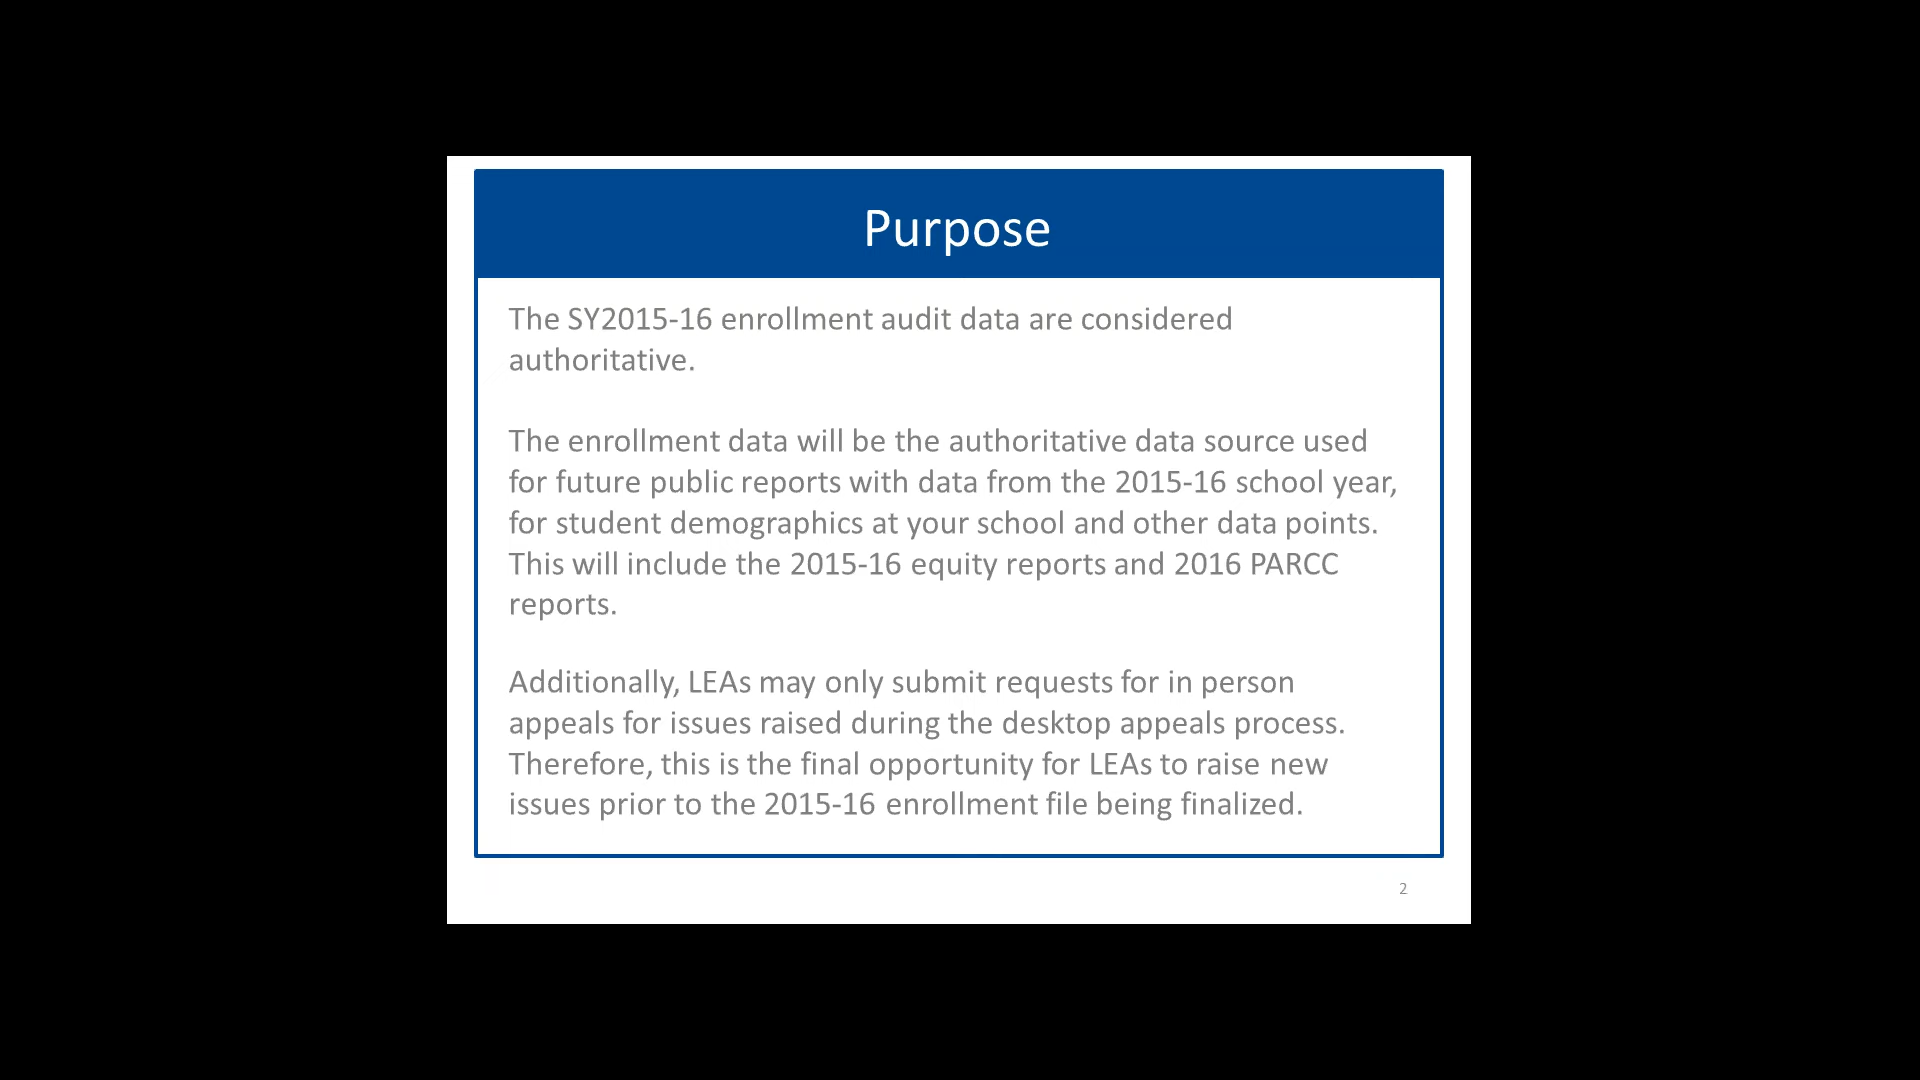 Purpose
The SY2015-16 enrollment audit data are considered
authoritative.
The enrollment data will be the authoritative data source used
for future public reports with data from the 2015-16 school year,
for student demographics at your school and other data points.
This will include the 2015-16 equity reports and 2016 PARCC
reports.
Additionally, LEAs may only submit requests for in person
appeals for issues raised during the desktop appeals process.
Therefore, this is the final opportunity for LEAs to raise new
issues prior to the 2015-16 enrollment file being finalized.
2